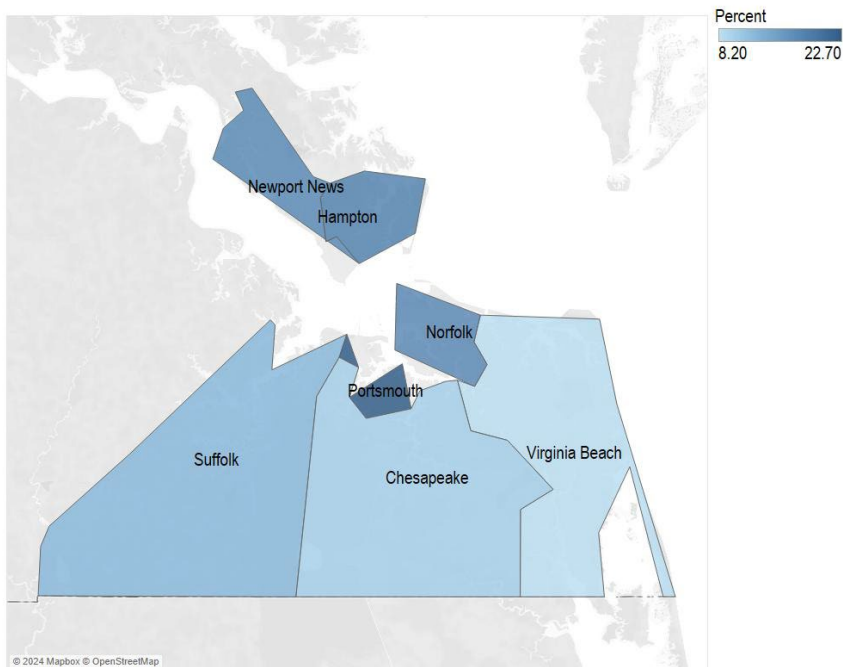 Percent
8.20 22.70
Newport News
Hampton
Norfolk
Portsmouth
Virginia Beach
Suffolk
Chesapeake
© 2024 Mapbox © OpenStreetMap